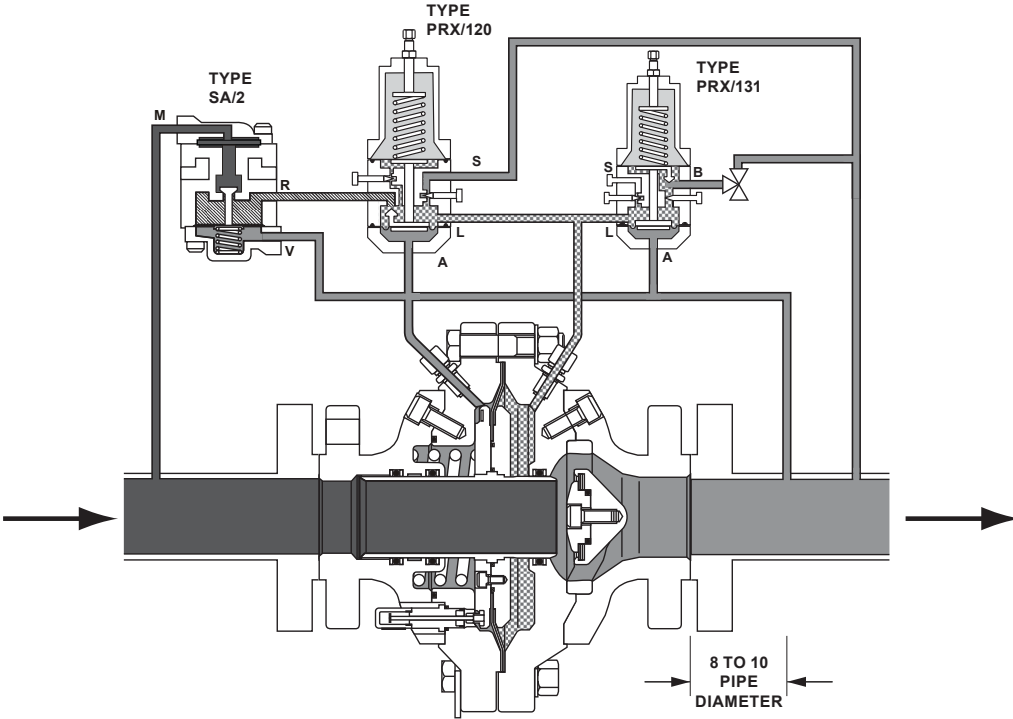 TYPE
PRX/120
TYPE
SA/2
TYPE
PRX/131
M
S
S
B
R
L
L
V
A
A
8 TO 10
PIPE
DIAMETER